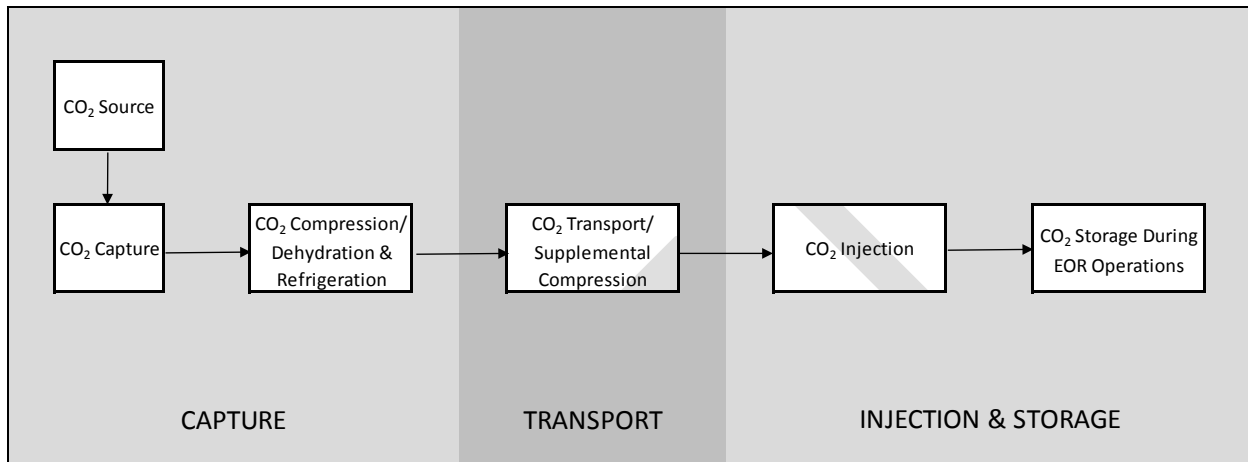 CO₂ Source
CO₂ Capture
CO₂ Compression/
Dehydration &
Refrigeration
CO₂ Transport/
Supplemental
Compression
CO₂ Injection
CO₂ Storage During
EOR Operations
CAPTURE
TRANSPORT
INJECTION & STORAGE